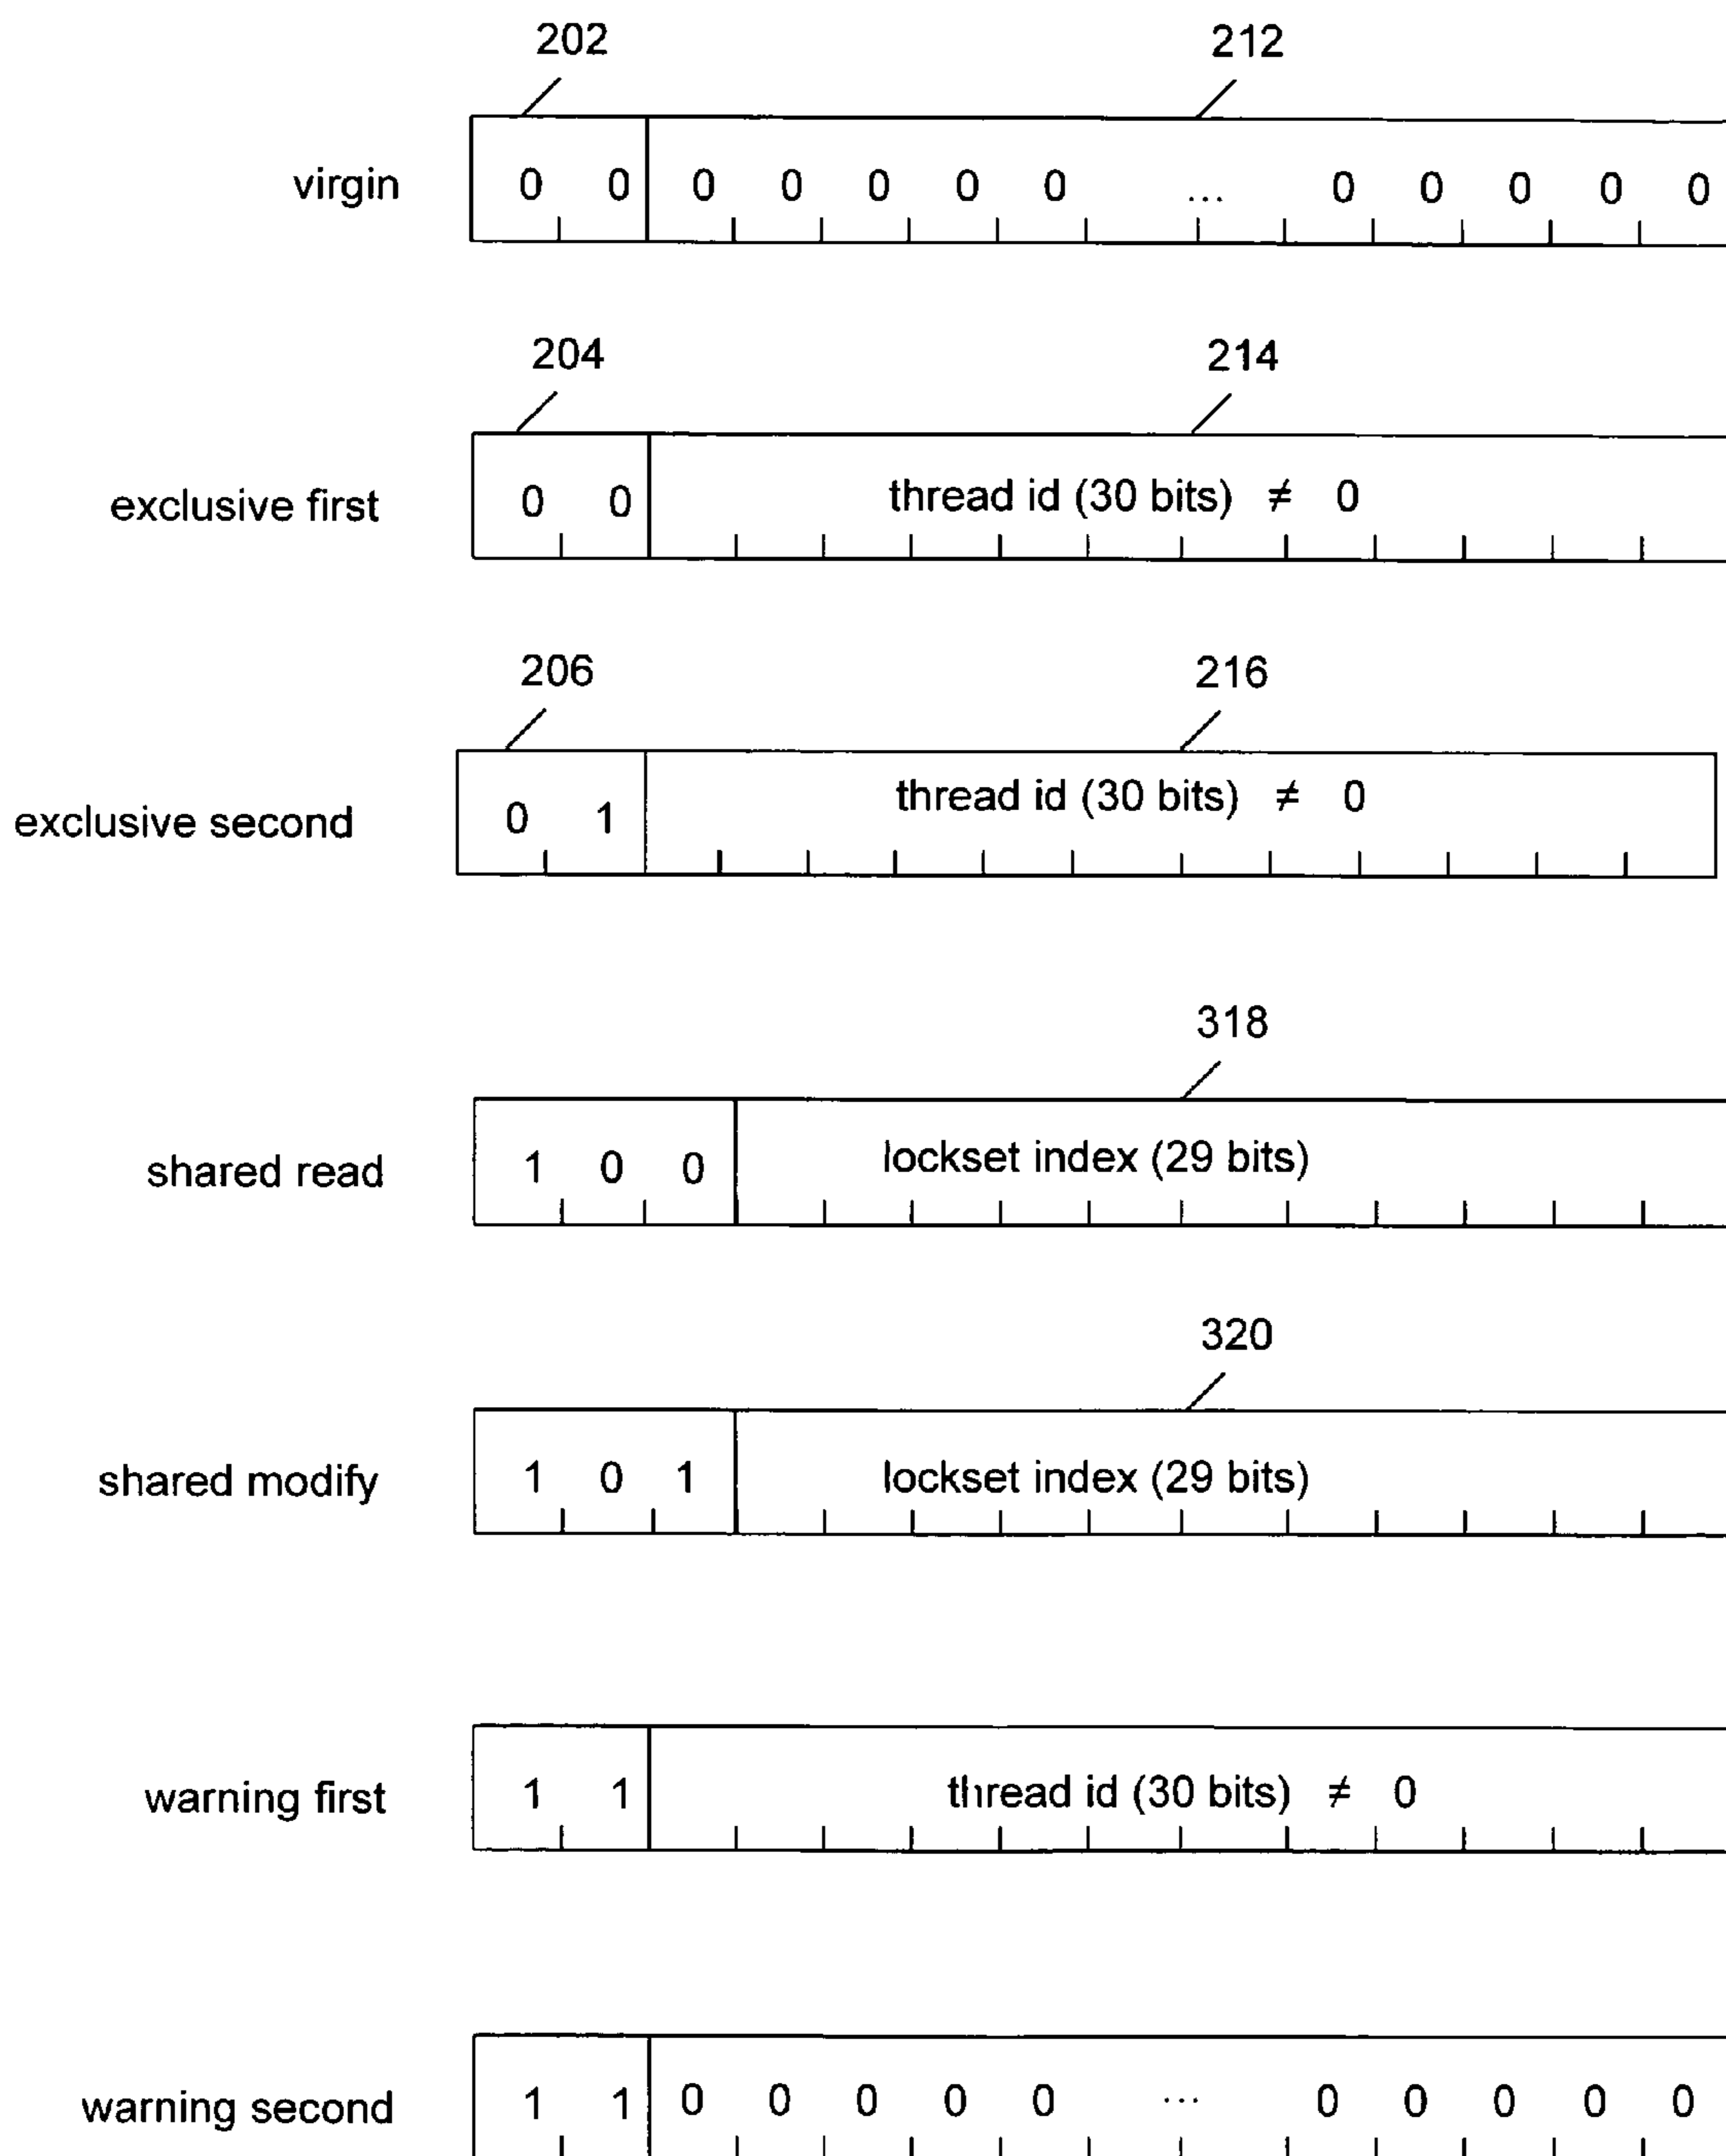 202 212
virgin 0 0 0 0 0 0 0 ... 0 0 0 0 0
204 214
exclusive first 0 0 thread id (30 bits) ≠ 0
206 216
exclusive second 0 1 thread id (30 bits) ≠ 0
318
shared read 1 0 0 lockset index (29 bits)
320
shared modify 1 0 1 lockset index (29 bits)
warning first 1 1 thread id (30 bits) ≠ 0
warning second 1 1 0 0 0 0 0 ... 0 0 0 0 0